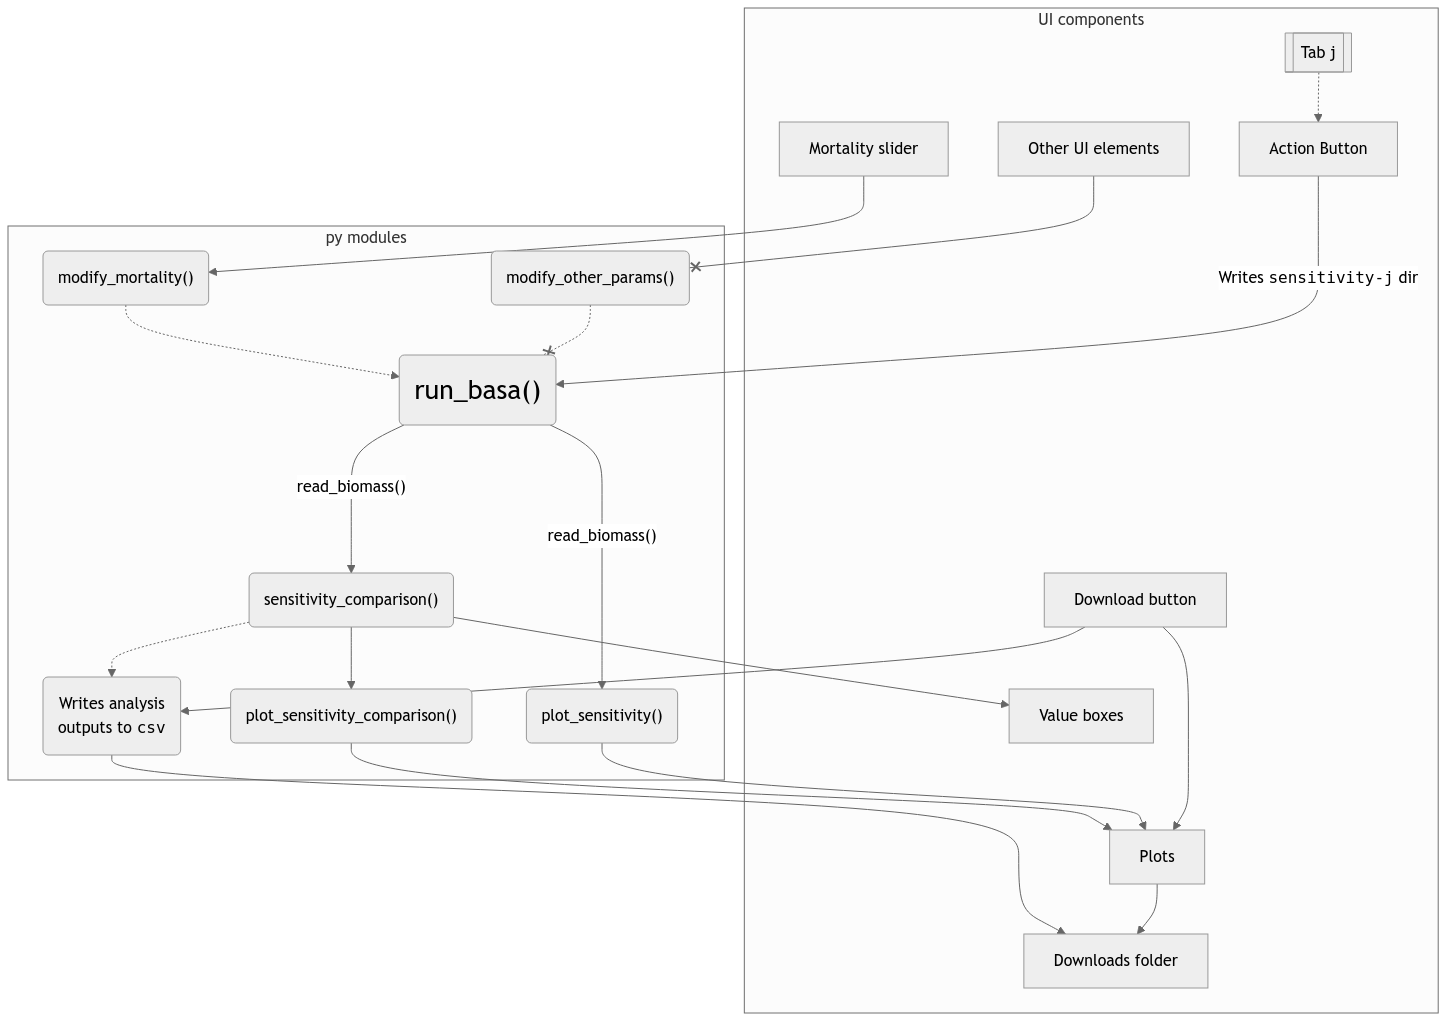 UI components
Tab j
Mortality slider
Other UI elements
Action Button
py modules
modify_mortality()
modify_other_params()
Writes sensitivity-j dir
run_basa()
read_biomass()
read_biomass()
sensitivity_comparison()
Download button
Writes analysis
outputs to csv
plot_sensitivity_comparison()
plot_sensitivity()
Value boxes
Plots
Downloads folder